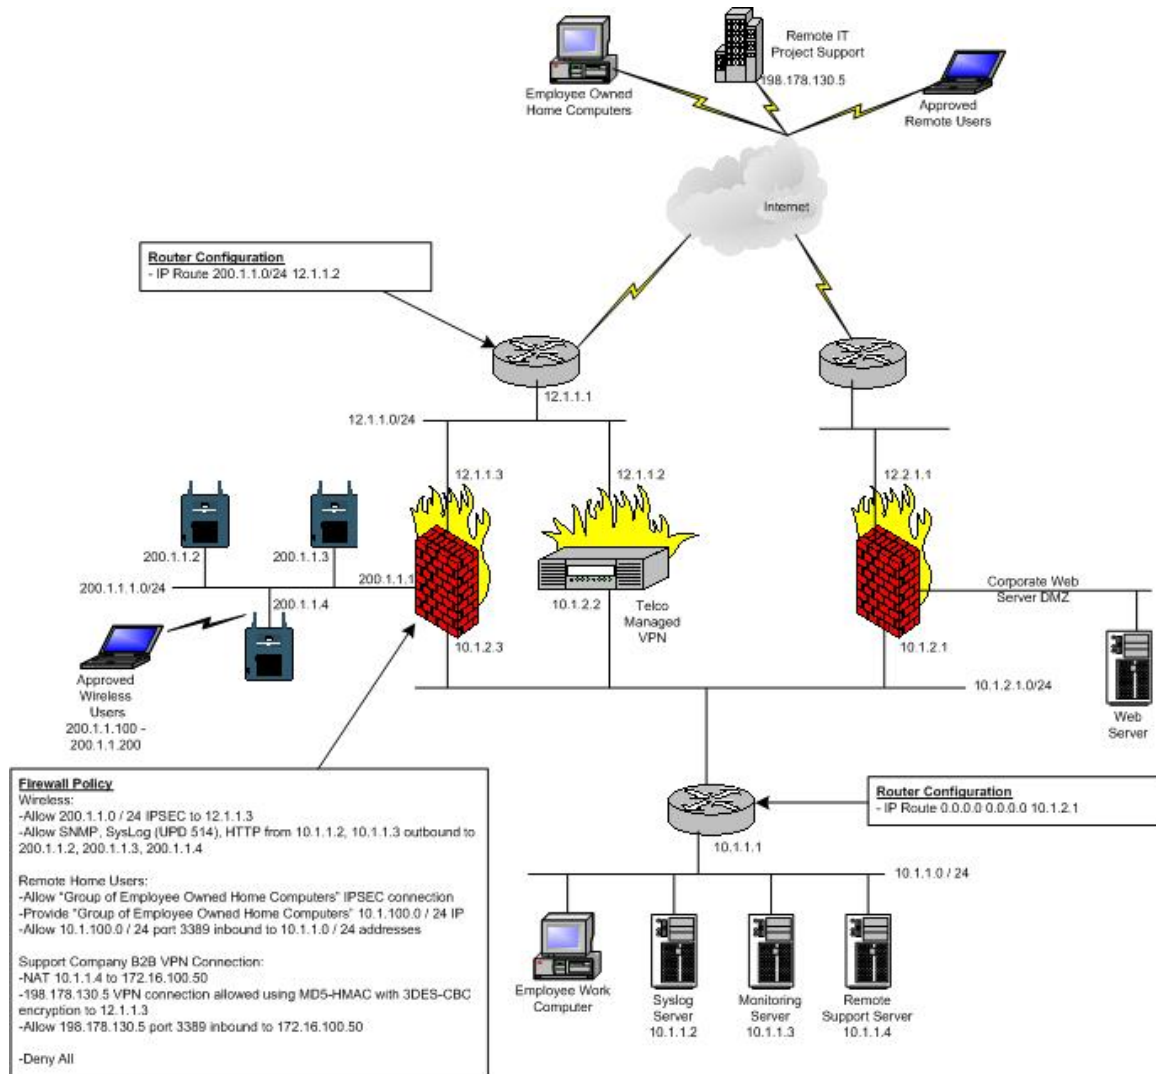 Remote IT
Project Support
198.178.130.5
Employee Owned
Home Computers
Approved
Remote Users
Internet
Router Configuration
- IP Route 200.1.1.0/24 12.1.1.2
12.1.1.1
12.1.1.0/24
12.1.1.3
12.1.1.2
12.2.1.1
200.1.1.2
200.1.1.3
200.1.1.1
200.1.1.1.0/24
200.1.1.4
10.1.2.2
Telco
Managed
VPN
Corporate Web
Server DMZ
10.1.2.3
10.1.2.1
Approved
Wireless
Users
200.1.1.100 -
200.1.1.200
10.1.2.1.0/24
Web
Server
Firewall Policy
Wireless:
-Allow 200.1.1.0 / 24 IPSEC to 12.1.1.3
-Allow SNMP, SysLog (UPD 514), HTTP from 10.1.1.2, 10.1.1.3 outbound to
200.1.1.2, 200.1.1.3, 200.1.1.4
Remote Home Users:
-Allow "Group of Employee Owned Home Computers" IPSEC connection
-Provide "Group of Employee Owned Home Computers" 10.1.100.0 / 24 IP
-Allow 10.1.100.0 / 24 port 3389 inbound to 10.1.1.0 / 24 addresses
Support Company B2B VPN Connection:
-NAT 10.1.1.4 to 172.16.100.50
-198.178.130.5 VPN connection allowed using MD5-HMAC with 3DES-CBC
encryption to 12.1.1.3
-Allow 198.178.130.5 port 3389 inbound to 172.16.100.50
-Deny All
Router Configuration
- IP Route 0.0.0.0 0.0.0.0 10.1.2.1
10.1.1.1
10.1.1.0 / 24
Employee Work
Computer
Syslog
Server
10.1.1.2
Monitoring
Server
10.1.1.3
Remote
Support Server
10.1.1.4